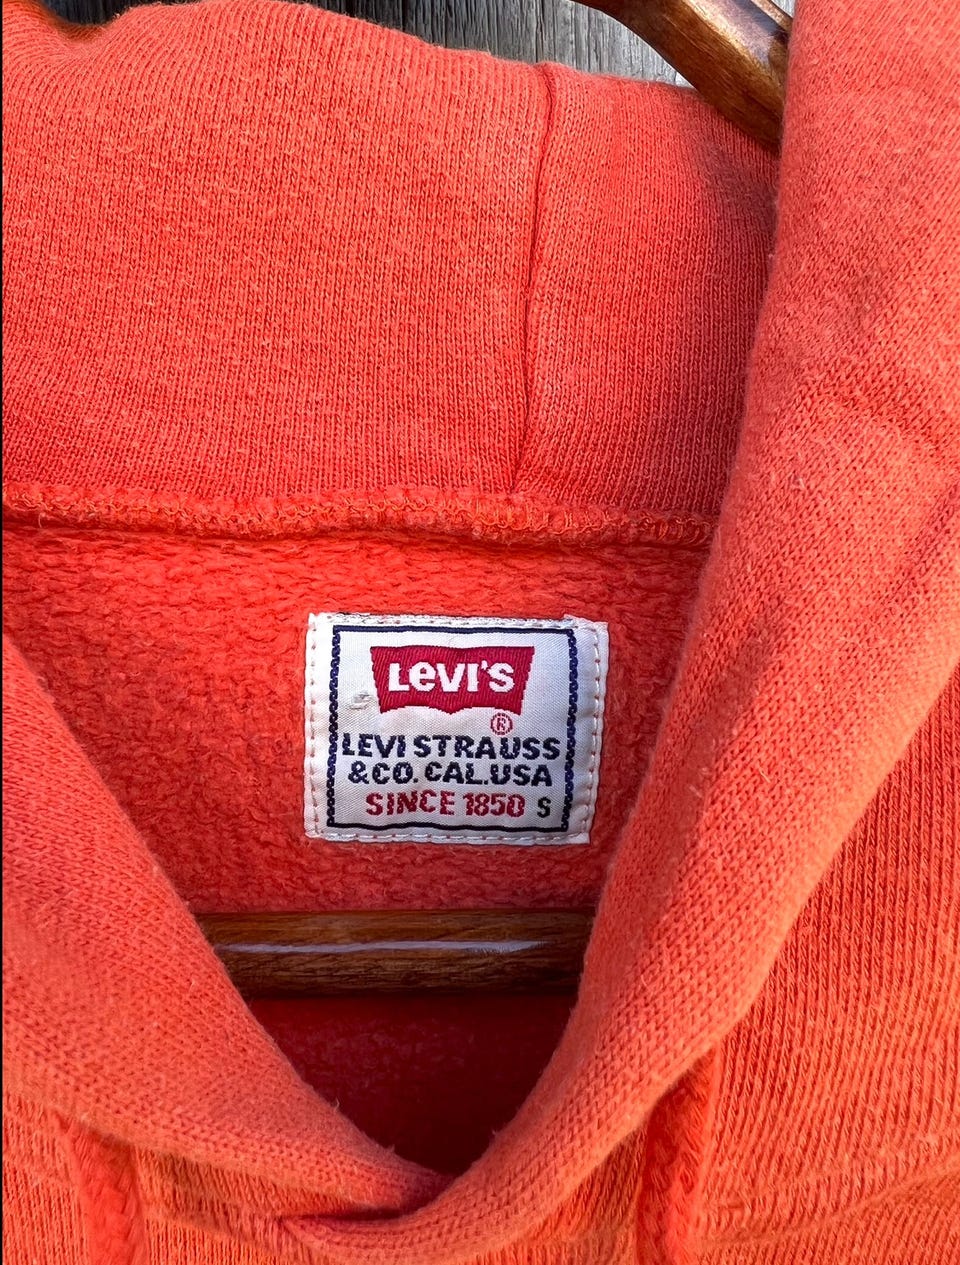 Levi's
®
LEVI STRAUSS
& CO. CAL. USA
SINCE 1850 S